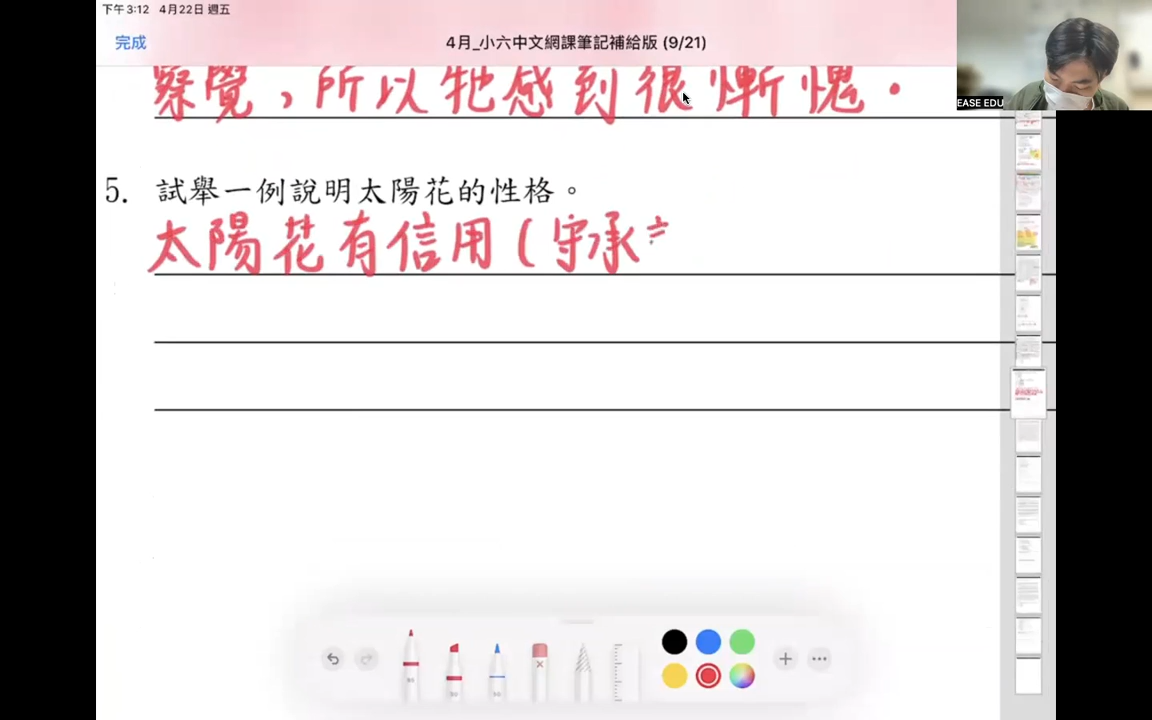 下午3:12 4月22日 週五
完成
4月_小六中文網課筆記補給版 (9/21)
EASE EDU
察覺，所以牠感到很慚愧。
5. 試舉一例說明太陽花的性格。
太陽花有信用(守承